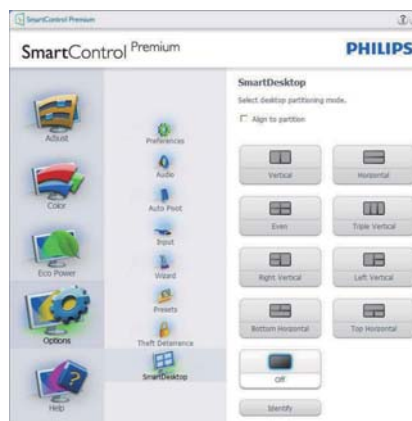 SmartControl Premium
SmartControl Premium
PHILIPS
Adjust
Color
Eco Power
Options
Help
Preferences
Audio
Auto Pivot
Input
Wizard
Presets
Theft Deterrance
SmartDesktop
SmartDesktop
Select desktop partitioning mode.
Align to partition
Vertical
Horizontal
Even
Triple Vertical
Right Vertical
Left Vertical
Bottom Horizontal
Top Horizontal
Off
Identify